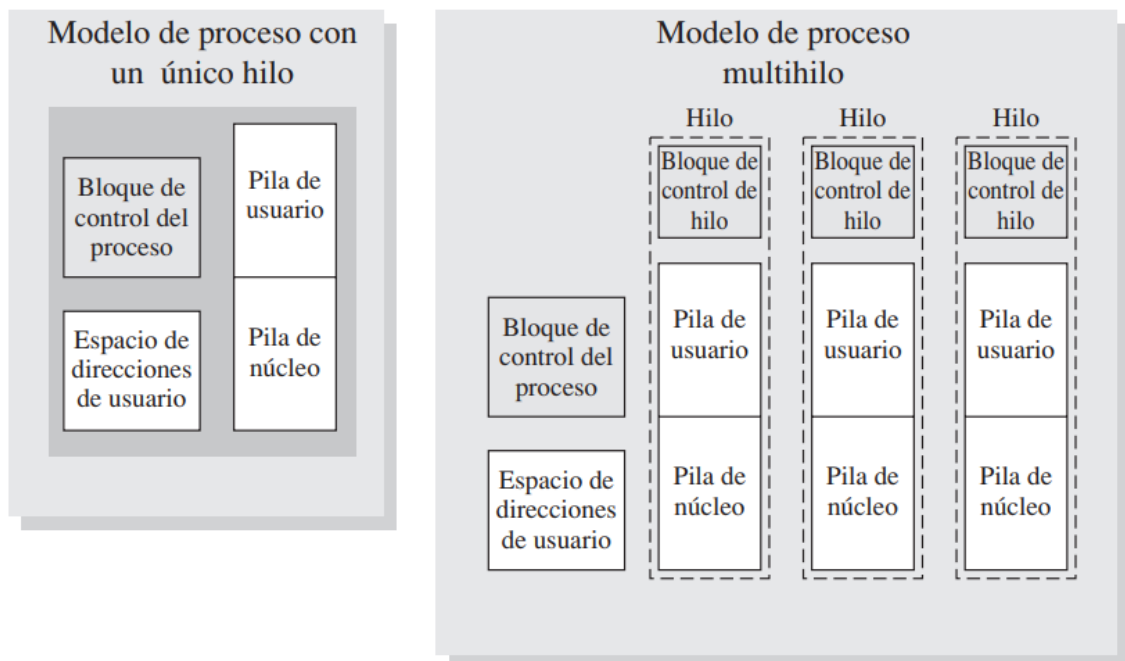 Modelo de proceso con
un único hilo
Bloque de
control del
proceso
Pila de
usuario
Espacio de
direcciones
de usuario
Pila de
núcleo
Modelo de proceso
multihilo
Hilo
Hilo
Hilo
Bloque de
control de
hilo
Bloque de
control de
hilo
Bloque de
control de
hilo
Bloque de
control del
proceso
Pila de
usuario
Pila de
usuario
Pila de
usuario
Espacio de
direcciones
de usuario
Pila de
núcleo
Pila de
núcleo
Pila de
núcleo